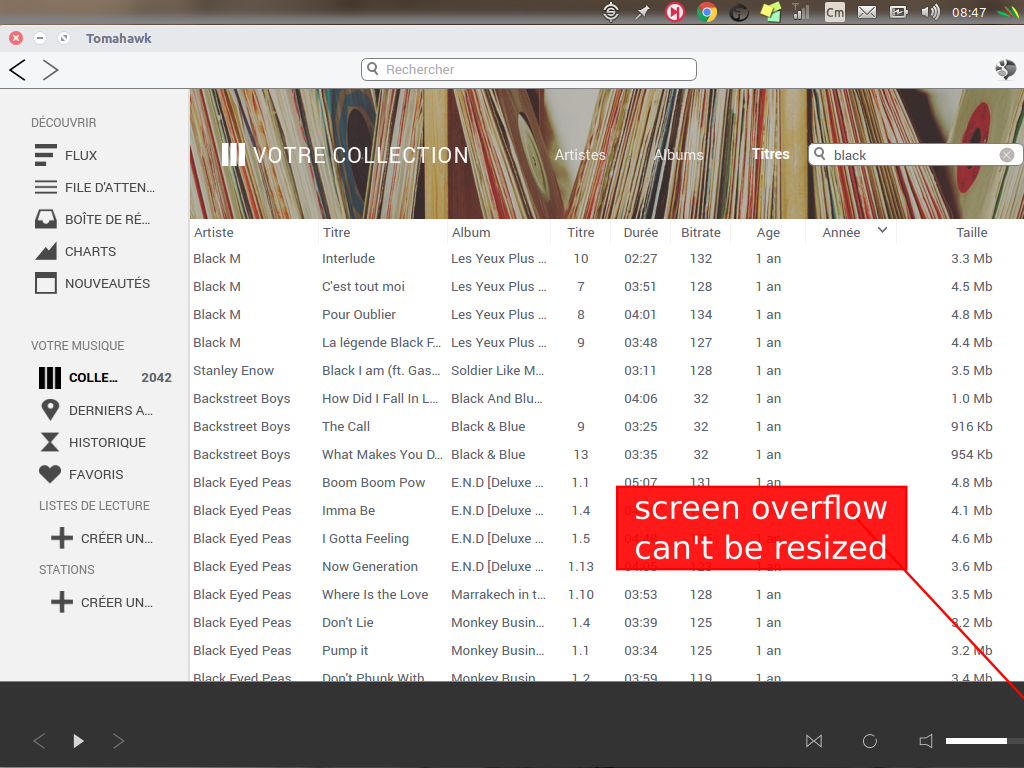 Cm 08:47
Tomahawk
Rechercher
DÉCOUVRIR
FLUX
FILE D'ATTEN...
BOÎTE DE RÉ...
CHARTS
NOUVEAUTÉS
VOTRE MUSIQUE
COLLE... 2042
DERNIERS A...
HISTORIQUE
FAVORIS
LISTES DE LECTURE
CRÉER UN...
STATIONS
CRÉER UN...
VOTRE COLLECTION Artistes Albums Titres black
Artiste Titre Album Titre Durée Bitrate Age Année Taille
Black M Interlude Les Yeux Plus ... 10 02:27 132 1 an 3.3 Mb
Black M C'est tout moi Les Yeux Plus ... 7 03:51 128 1 an 4.5 Mb
Black M Pour Oublier Les Yeux Plus ... 8 04:01 134 1 an 4.8 Mb
Black M La légende Black F... Les Yeux Plus ... 9 03:48 127 1 an 4.4 Mb
Stanley Enow Black I am (ft. Gas... Soldier Like M... 03:11 128 1 an 3.5 Mb
Backstreet Boys How Did I Fall In L... Black And Blu... 04:06 32 1 an 1.0 Mb
Backstreet Boys The Call Black & Blue 9 03:25 32 1 an 916 Kb
Backstreet Boys What Makes You D... Black & Blue 13 03:35 32 1 an 954 Kb
Black Eyed Peas Boom Boom Pow E.N.D [Deluxe ... 1.1 05:07 131 1 an 4.8 Mb
Black Eyed Peas Imma Be E.N.D [Deluxe ... 1.4 4.1 Mb
Black Eyed Peas I Gotta Feeling E.N.D [Deluxe ... 1.5 4.6 Mb
Black Eyed Peas Now Generation E.N.D [Deluxe ... 1.13 3.6 Mb
Black Eyed Peas Where Is the Love Marrakech in t... 1.10 03:53 128 1 an 3.5 Mb
Black Eyed Peas Don't Lie Monkey Busin... 1.4 03:39 125 1 an 3.2 Mb
Black Eyed Peas Pump it Monkey Busin... 1.1 03:34 125 1 an 3.2 Mb
Black Eyed Peas Don't Phunk With Monkey Busin 1.2 03:59 119 1 an 3.4 Mb
screen overflow
can't be resized